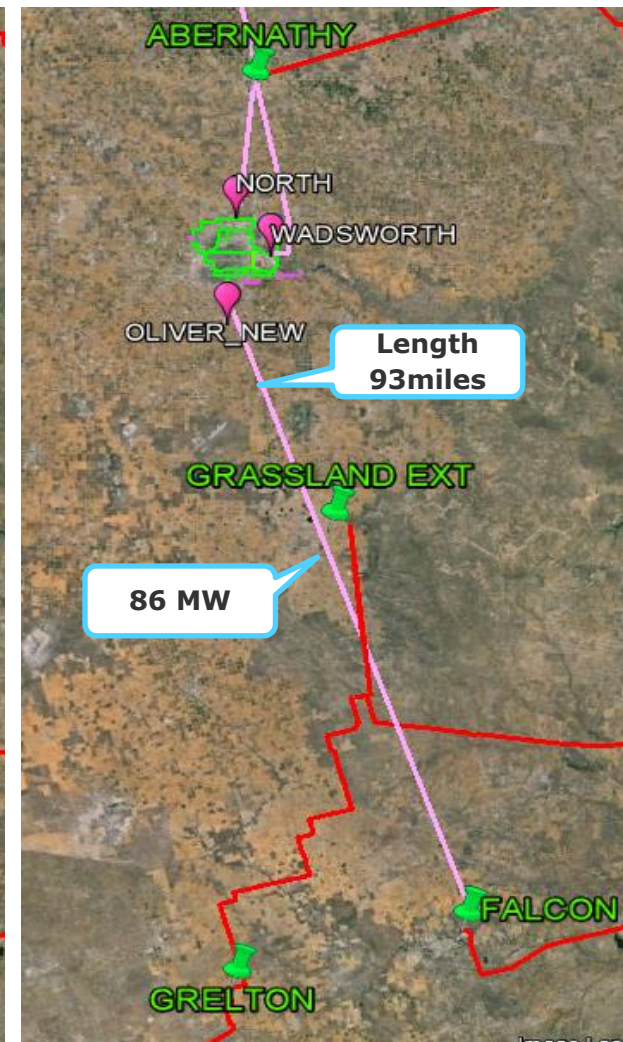 ABERNATHY
NORTH
WADSWORTH
OLIVER_NEW
Length
93miles
GRASSLAND EXT
86 MW
FALCON
GRELTON